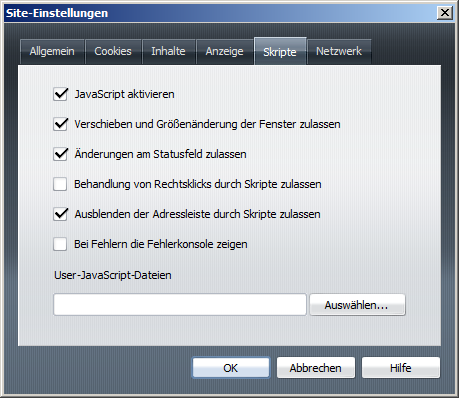 Site-Einstellungen
Allgemein Cookies Inhalte Anzeige Skripte Netzwerk
JavaScript aktivieren
Verschieben und Größenänderung der Fenster zulassen
Änderungen am Statusfeld zulassen
Behandlung von Rechtsklicks durch Skripte zulassen
Ausblenden der Adressleiste durch Skripte zulassen
Bei Fehlern die Fehlerkonsole zeigen
User-JavaScript-Dateien
Auswählen...
OK Abbrechen Hilfe